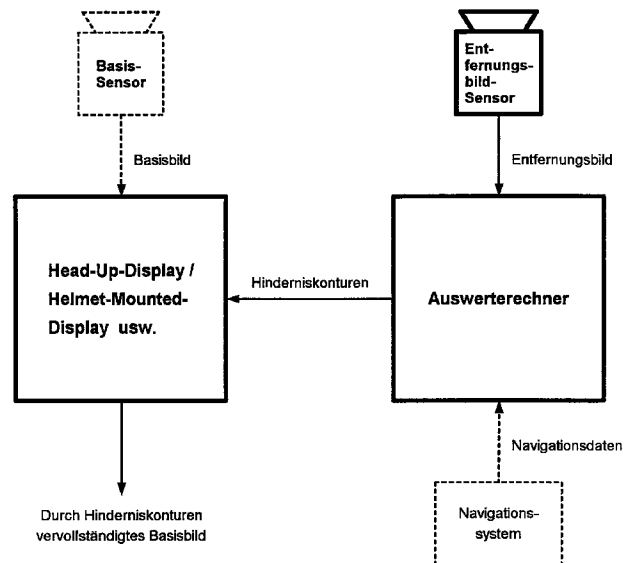 Basis-
Sensor
Ent-
fernungs-
bild-
Sensor
Basisbild
Entfernungsbild
Head-Up-Display /
Helmet-Mounted-
Display usw.
Hinderniskonturen
Auswerterechner
Navigationsdaten
Durch Hinderniskonturen
vervollständigtes Basisbild
Navigations-
system